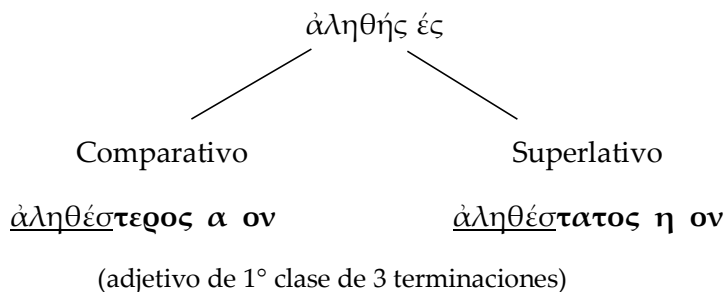 ἀληθής ές
Comparativo Superlativo
ἀληθέστερος α ον ἀληθέστατος η ον
(adjetivo de 1° clase de 3 terminaciones)